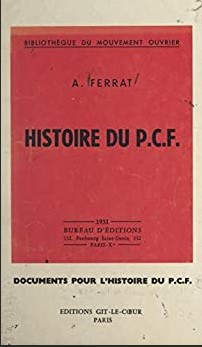 BIBLIOTHÈQUE DU MOUVEMENT OUVRIER
A. FERRAT
HISTOIRE DU P.C.F.
1931
BUREAU D'ÉDITIONS
132, Faubourg Saint-Denis, 132
PARIS-Xe
DOCUMENTS POUR L'HISTOIRE DU P.C.F.
EDITIONS GIT-LE-CŒUR
PARIS